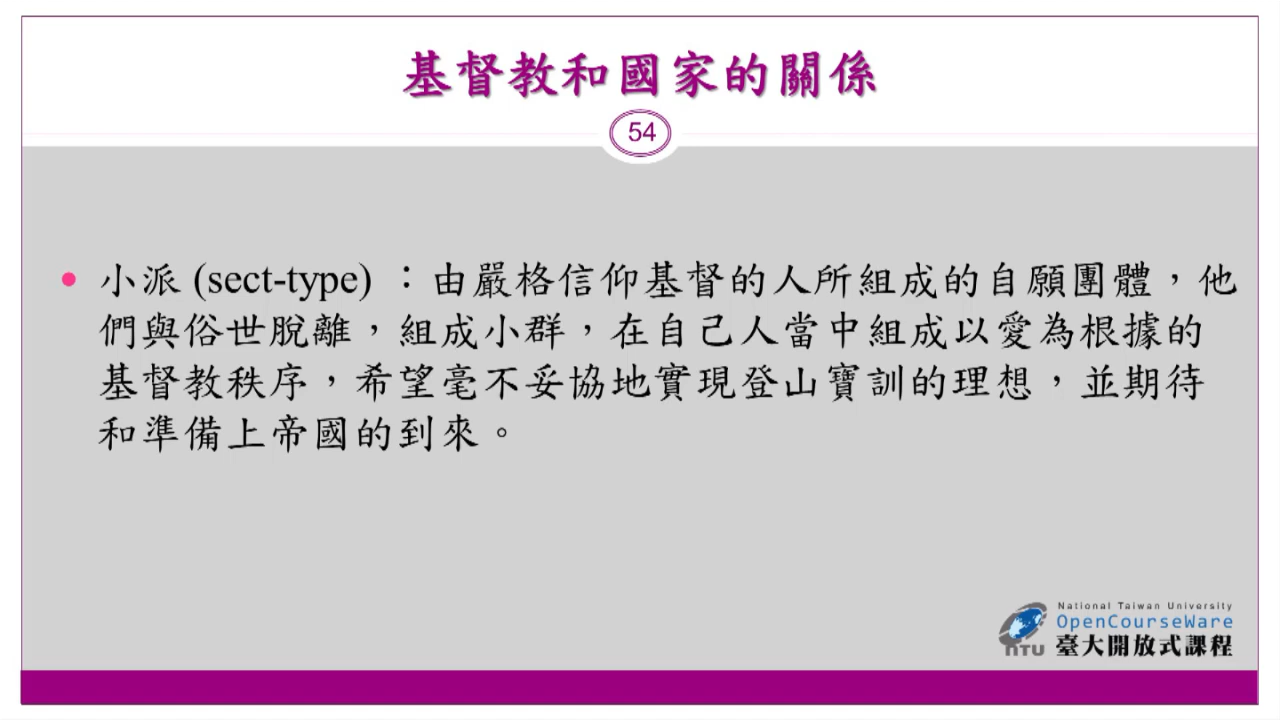 基督教和國家的關係
54
• 小派 (sect-type) ：由嚴格信仰基督的人所組成的自願團體，他
們與俗世脫離，組成小群，在自己人當中組成以愛為根據的
基督教秩序，希望毫不妥協地實現登山寶訓的理想，並期待
和準備上帝國的到來。
National Taiwan University
OpenCourseWare
NTU 臺大開放式課程